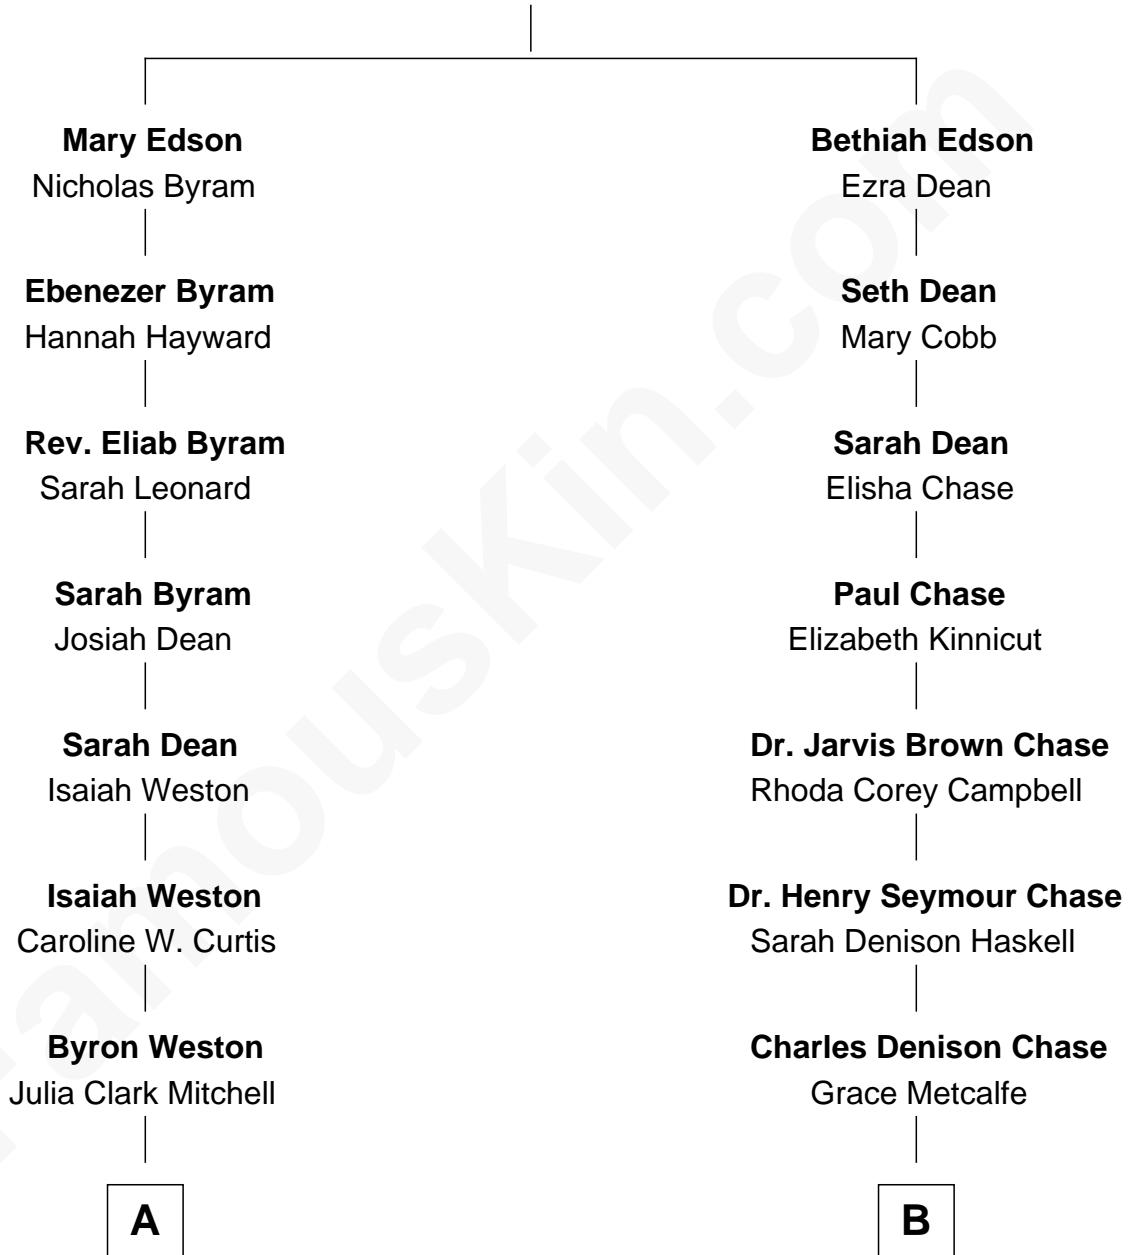 Mary Edson
Nicholas Byram
Bethiah Edson
Ezra Dean
Ebenezer Byram
Hannah Hayward
Seth Dean
Mary Cobb
Rev. Eliab Byram
Sarah Leonard
Sarah Dean
Elisha Chase
Sarah Byram
Josiah Dean
Paul Chase
Elizabeth Kinnicut
Sarah Dean
Isaiah Weston
Dr. Jarvis Brown Chase
Rhoda Corey Campbell
Isaiah Weston
Caroline W. Curtis
Dr. Henry Seymour Chase
Sarah Denison Haskell
Byron Weston
Julia Clark Mitchell
Charles Denison Chase
Grace Metcalfe
A
B
FamousKin.com